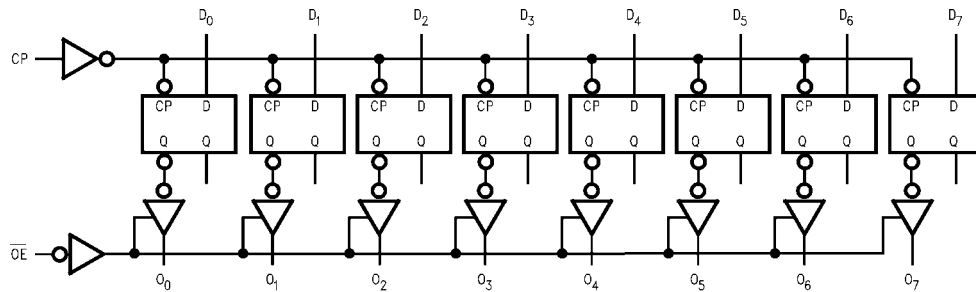 D0 D1 D2 D3 D4 D5 D6 D7
CP
CP D CP D CP D CP D CP D CP D CP D CP D
Q Q Q Q Q Q Q Q Q Q Q Q Q Q Q Q
O̅E̅
O0 O1 O2 O3 O4 O5 O6 O7